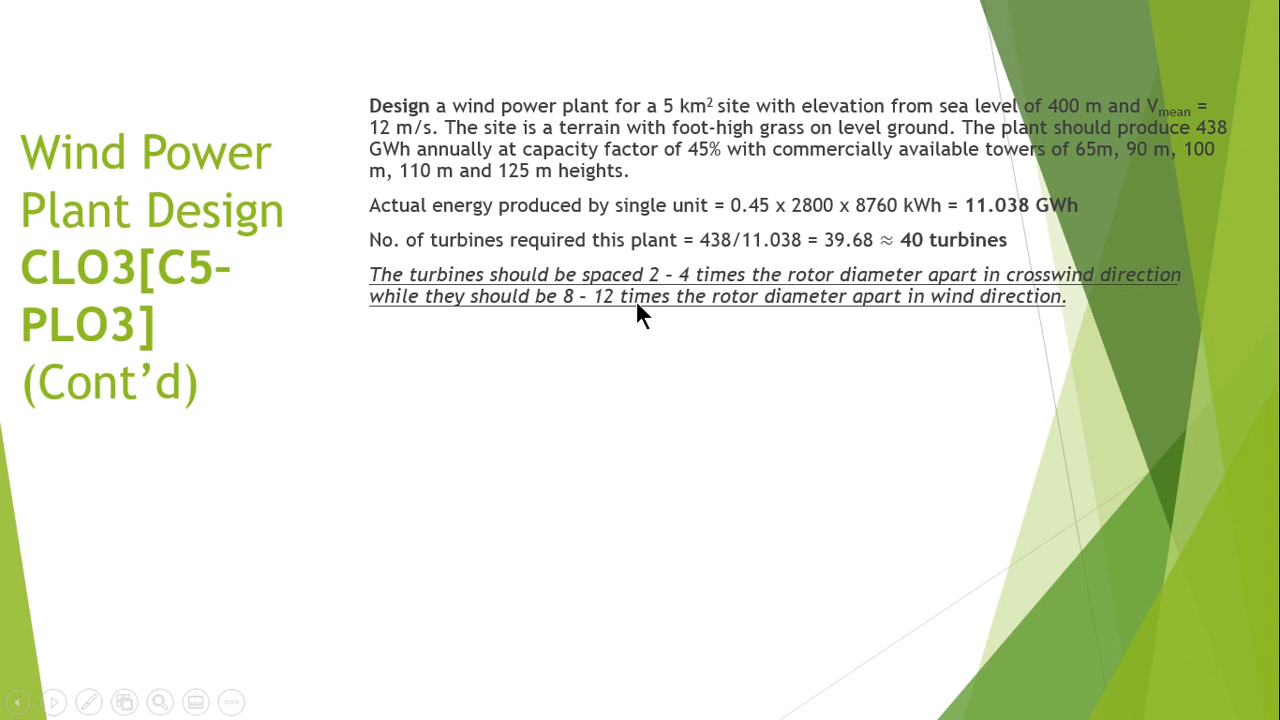 Wind Power
Plant Design
CLO3[C5-
PLO3]
(Cont’d)
Design a wind power plant for a 5 km² site with elevation from sea level of 400 m and Vmean =
12 m/s. The site is a terrain with foot-high grass on level ground. The plant should produce 438
GWh annually at capacity factor of 45% with commercially available towers of 65m, 90 m, 100
m, 110 m and 125 m heights.
Actual energy produced by single unit = 0.45 x 2800 x 8760 kWh = 11.038 GWh
No. of turbines required this plant = 438/11.038 = 39.68 ≈ 40 turbines
The turbines should be spaced 2 – 4 times the rotor diameter apart in crosswind direction
while they should be 8 – 12 times the rotor diameter apart in wind direction.